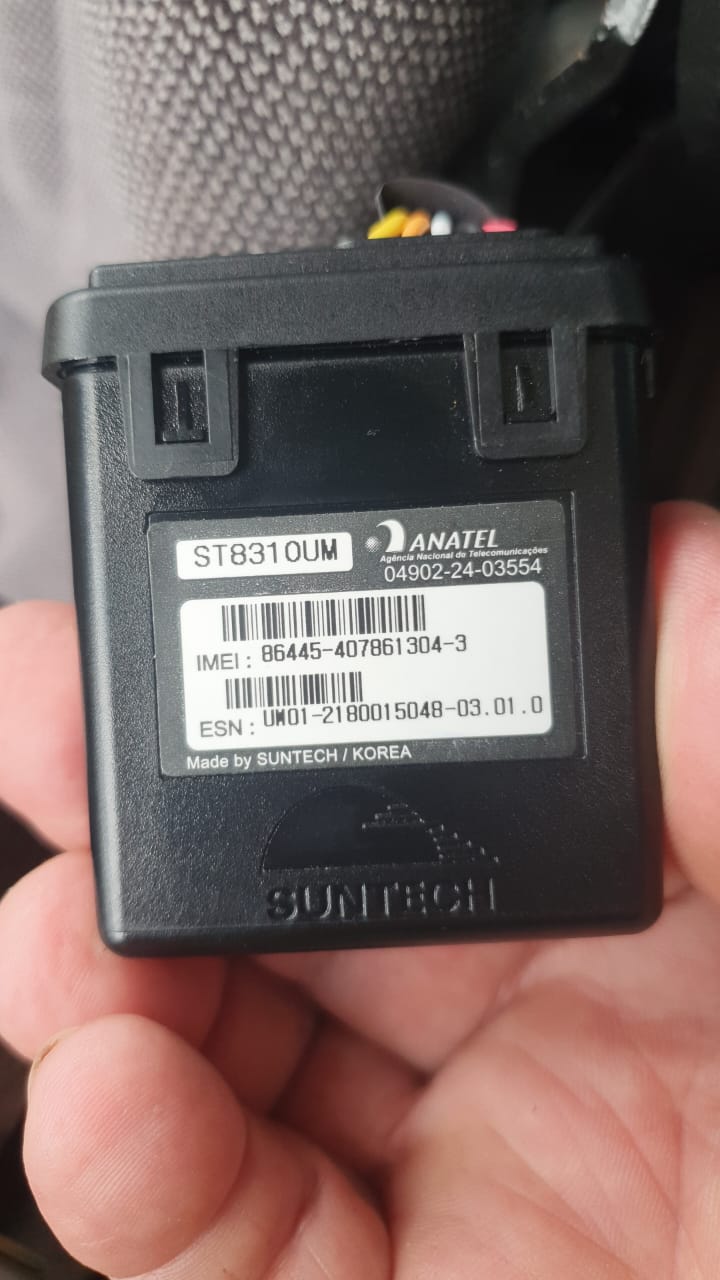 ST8310UM
ANATEL
Agência Nacional de Telecomunicações
04902-24-03554
IMEI : 86445-407861304-3
ESN : UM01-2180015048-03.01.0
Made by SUNTECH / KOREA
SUNTECH